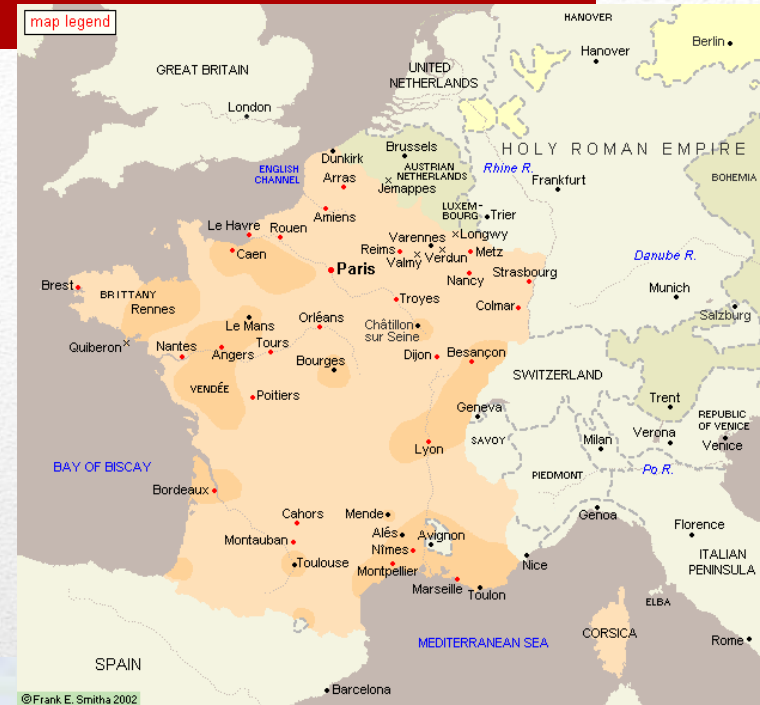 map legend
HANOVER
Hanover
Berlin
GREAT BRITAIN
UNITED
NETHERLANDS
London
Dunkirk
Brussels
HOLY ROMAN EMPIRE
ENGLISH
CHANNEL
Arras
AUSTRIAN
NETHERLANDS
Jemappes
Rhine R.
Frankfurt
BOHEMIA
Amiens
LUXEM-
BOURG
Trier
Le Havre
Rouen
Varennes
Longwy
Caen
Reims
Valmy
Verdun
Metz
Danube R.
Paris
Nancy
Strasbourg
Brest
BRITTANY
Rennes
Troyes
Colmar
Munich
Salzburg
Le Mans
Orléans
Châtillon
sur Seine
Quiberon
Nantes
Angers
Tours
Bourges
Dijon
Besançon
VENDÉE
Poitiers
SWITZERLAND
Trent
Geneva
REPUBLIC
OF VENICE
Lyon
SAVOY
Milan
Verona
Venice
BAY OF BISCAY
PIEDMONT
Po R.
Bordeaux
Cahors
Mende
Genoa
Florence
Montauban
Alés
Avignon
Nîmes
Toulouse
Montpellier
Nice
ITALIAN
PENINSULA
Marseille
Toulon
ELBA
MEDITERRANEAN SEA
CORSICA
Rome
SPAIN
Barcelona
©Frank E. Smitha 2002